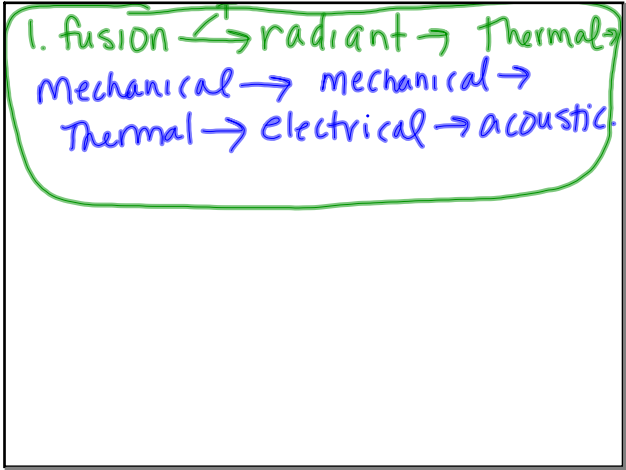 1. fusion → radiant → Thermal →
mechanical → mechanical →
Thermal → electrical → acoustic.